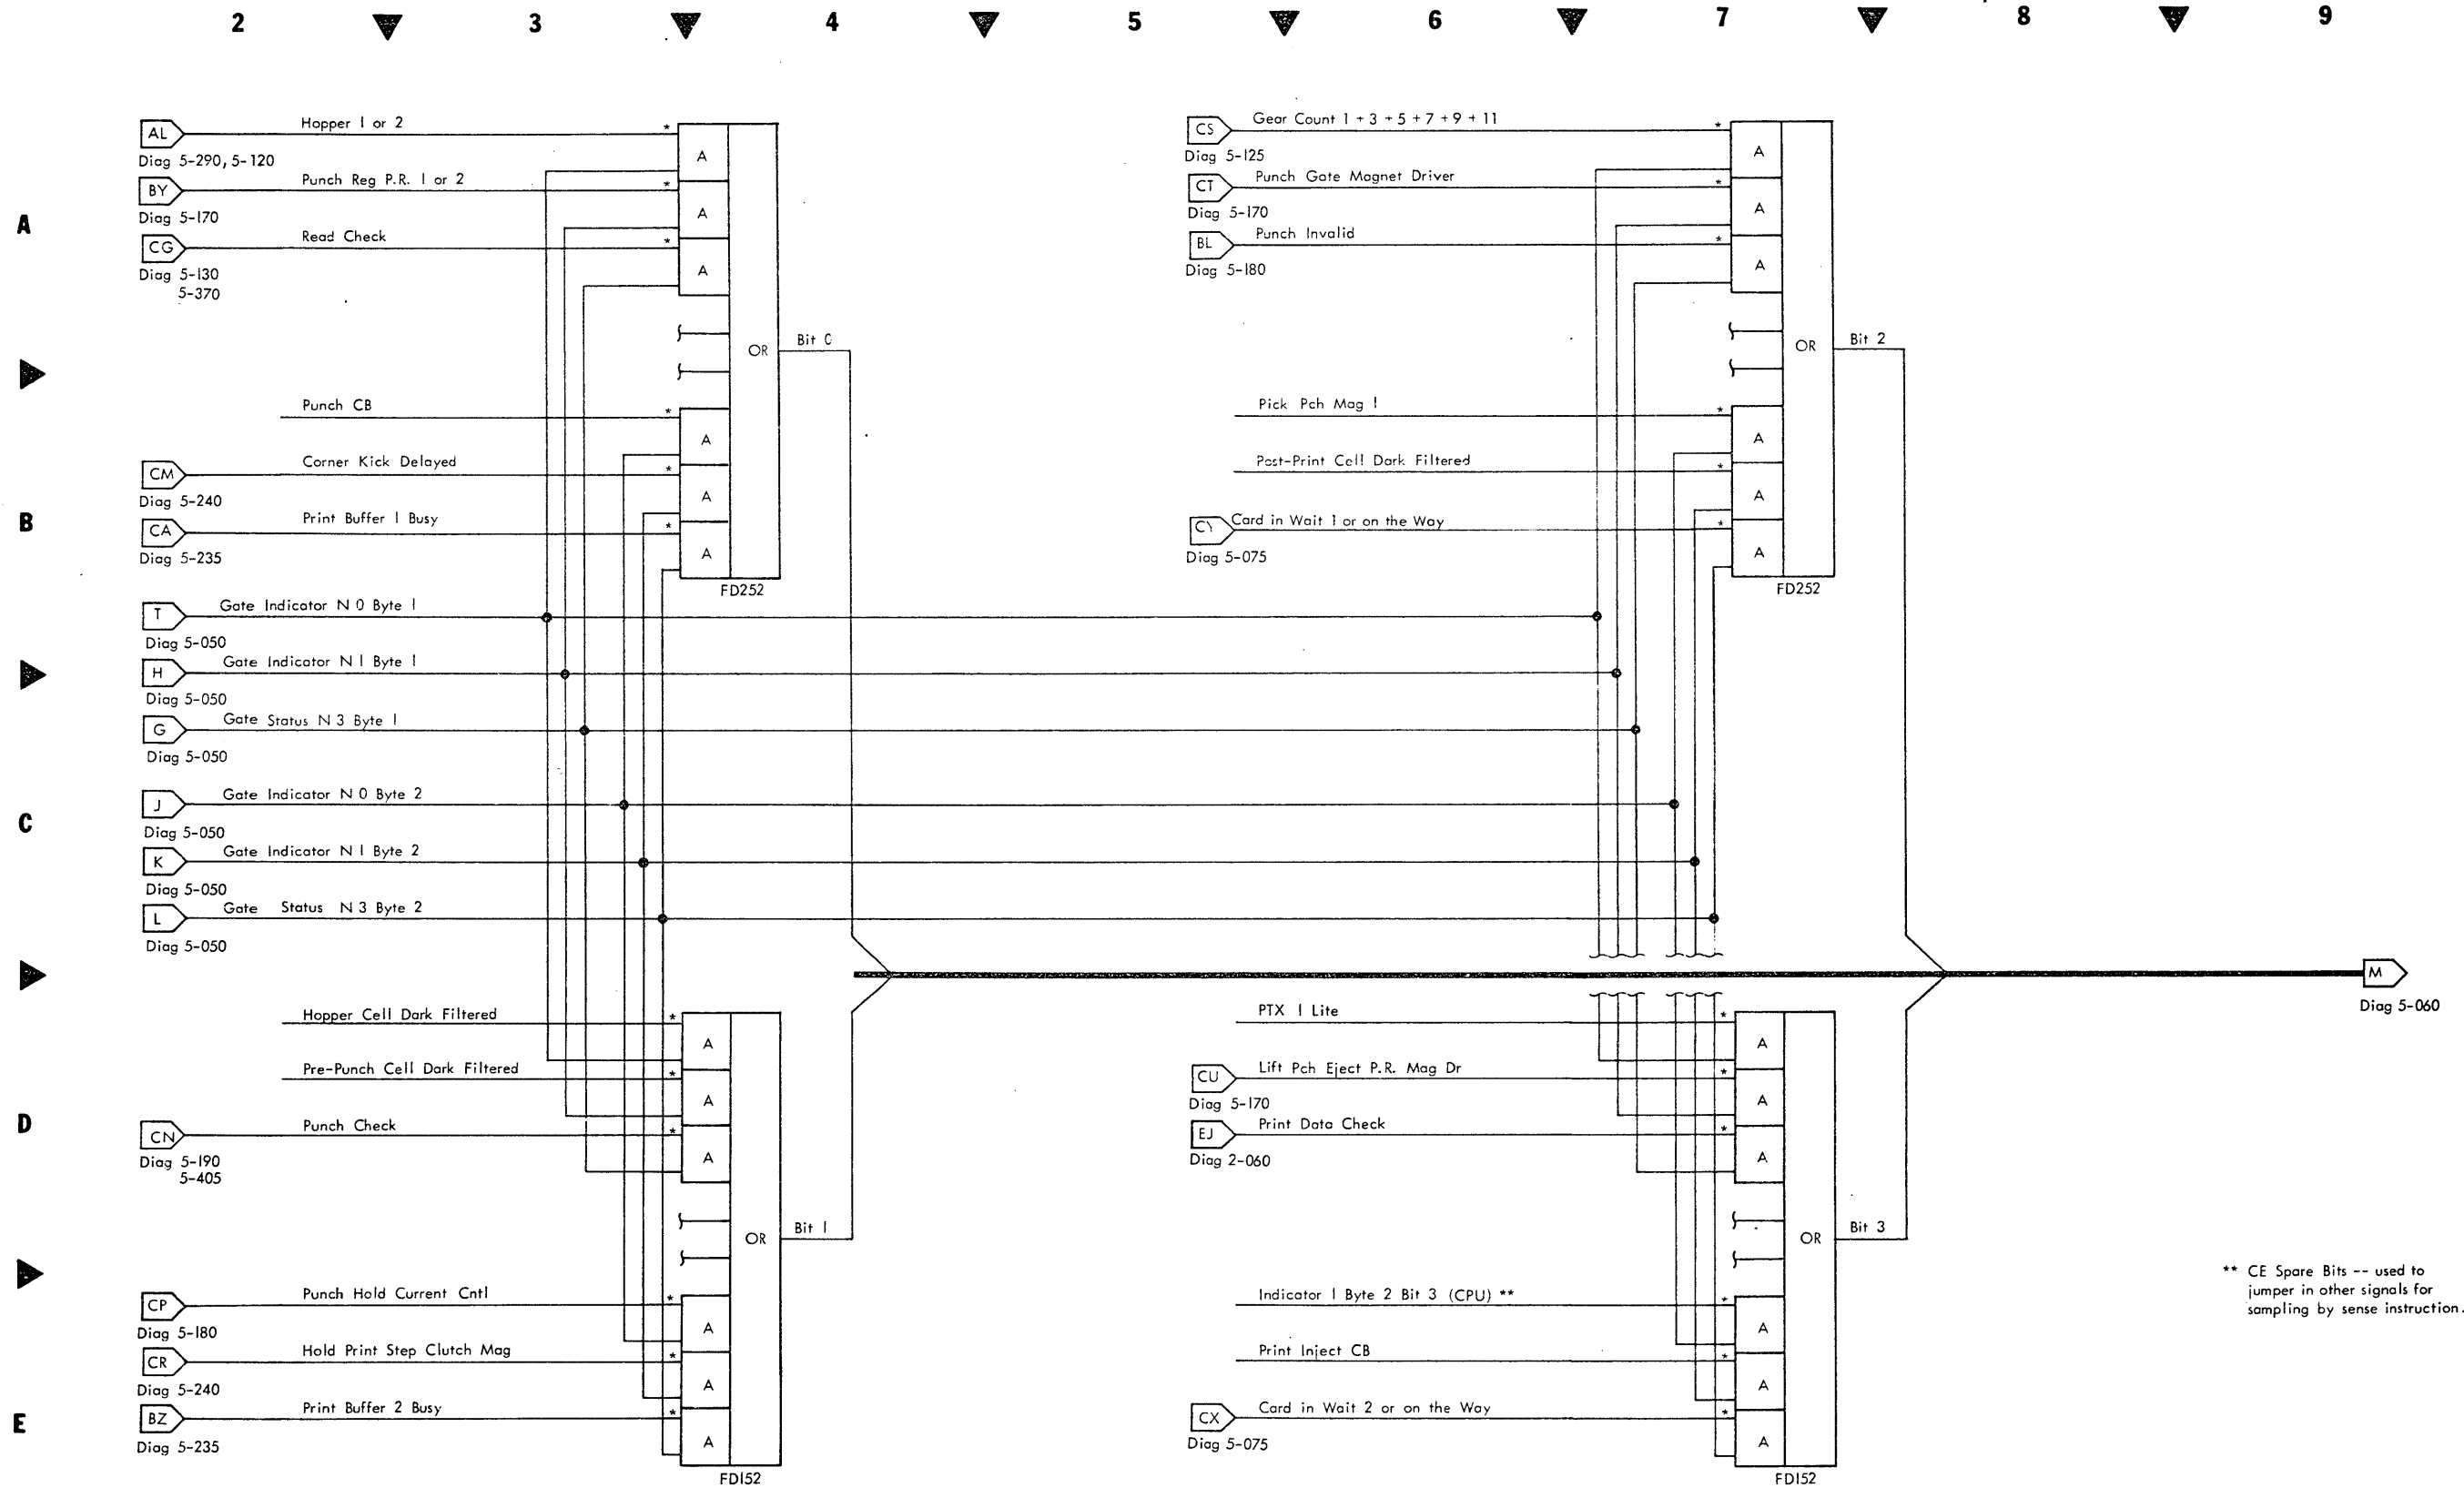 2 3 4 5 6 7 8 9
A
B
C
D
E
AL Hopper 1 or 2 *
Diag 5-290, 5-120
BY Punch Reg P.R. 1 or 2 *
Diag 5-170
CG Read Check *
Diag 5-130
5-370
A
A
A
OR
Bit 0
Punch CB *
CM Corner Kick Delayed *
Diag 5-240
CA Print Buffer 1 Busy *
Diag 5-235
A
A
A
FD252
CS Gear Count 1 + 3 + 5 + 7 + 9 + 11 *
Diag 5-125
CT Punch Gate Magnet Driver *
Diag 5-170
BL Punch Invalid *
Diag 5-180
A
A
A
OR
Bit 2
Pick Pch Mag 1 *
Post-Print Cell Dark Filtered *
CY Card in Wait 1 or on the Way *
Diag 5-075
A
A
A
FD252
T Gate Indicator N 0 Byte 1
Diag 5-050
H Gate Indicator N 1 Byte 1
Diag 5-050
G Gate Status N 3 Byte 1
Diag 5-050
J Gate Indicator N 0 Byte 2
Diag 5-050
K Gate Indicator N 1 Byte 2
Diag 5-050
L Gate Status N 3 Byte 2
Diag 5-050
M
Diag 5-060
Hopper Cell Dark Filtered *
Pre-Punch Cell Dark Filtered *
CN Punch Check *
Diag 5-190
5-405
A
A
A
OR
Bit 1
CP Punch Hold Current Cntl *
Diag 5-180
CR Hold Print Step Clutch Mag *
Diag 5-240
BZ Print Buffer 2 Busy *
Diag 5-235
A
A
A
FD152
PTX 1 Lite *
CU Lift Pch Eject P.R. Mag Dr *
Diag 5-170
EJ Print Data Check *
Diag 2-060
A
A
A
OR
Bit 3
Indicator 1 Byte 2 Bit 3 (CPU) ** *
Print Inject CB *
CX Card in Wait 2 or on the Way *
Diag 5-075
A
A
A
FD152
** CE Spare Bits -- used to
jumper in other signals for
sampling by sense instruction.